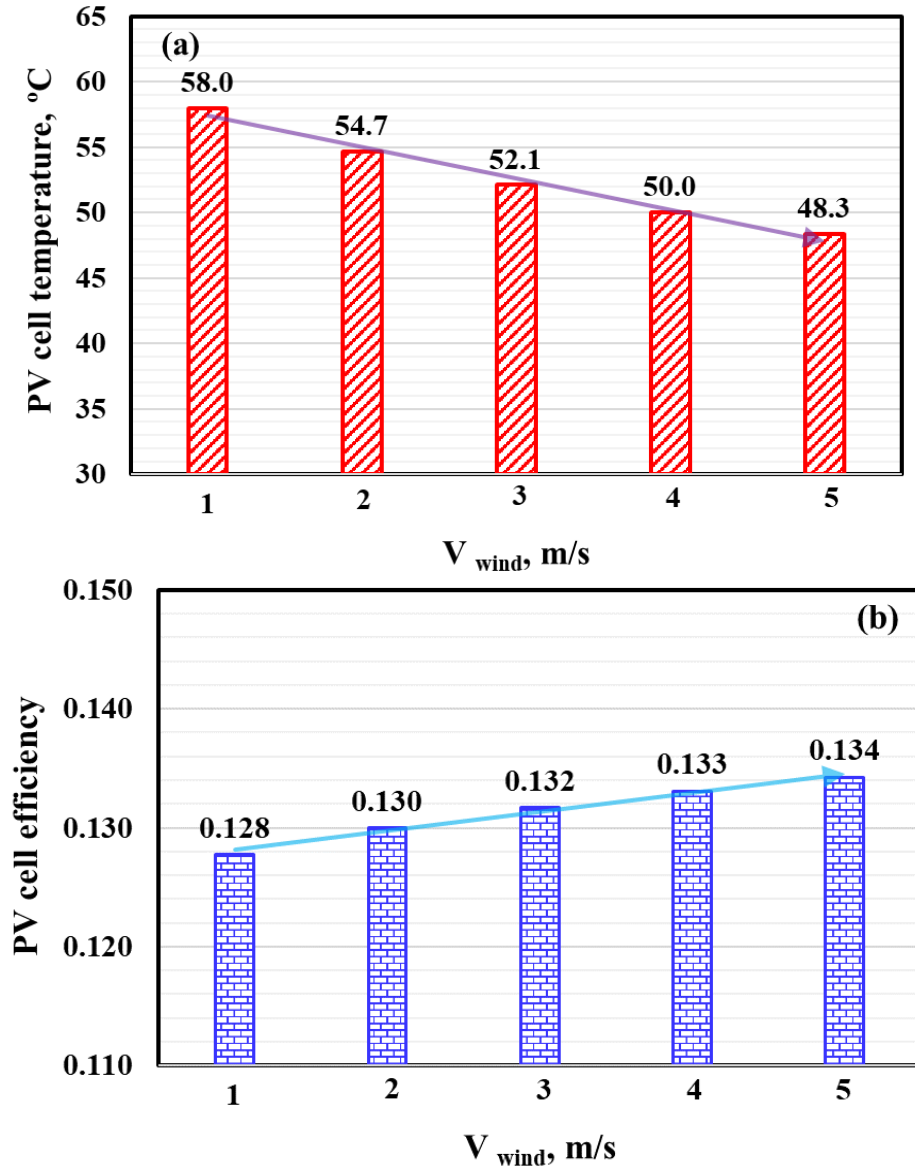 (a)
65
60
55
50
45
40
35
30
PV cell temperature, °C
58.0
54.7
52.1
50.0
48.3
1 2 3 4 5
V wind, m/s
(b)
0.150
0.140
0.130
0.120
0.110
PV cell efficiency
0.128
0.130
0.132
0.133
0.134
1 2 3 4 5
V wind, m/s